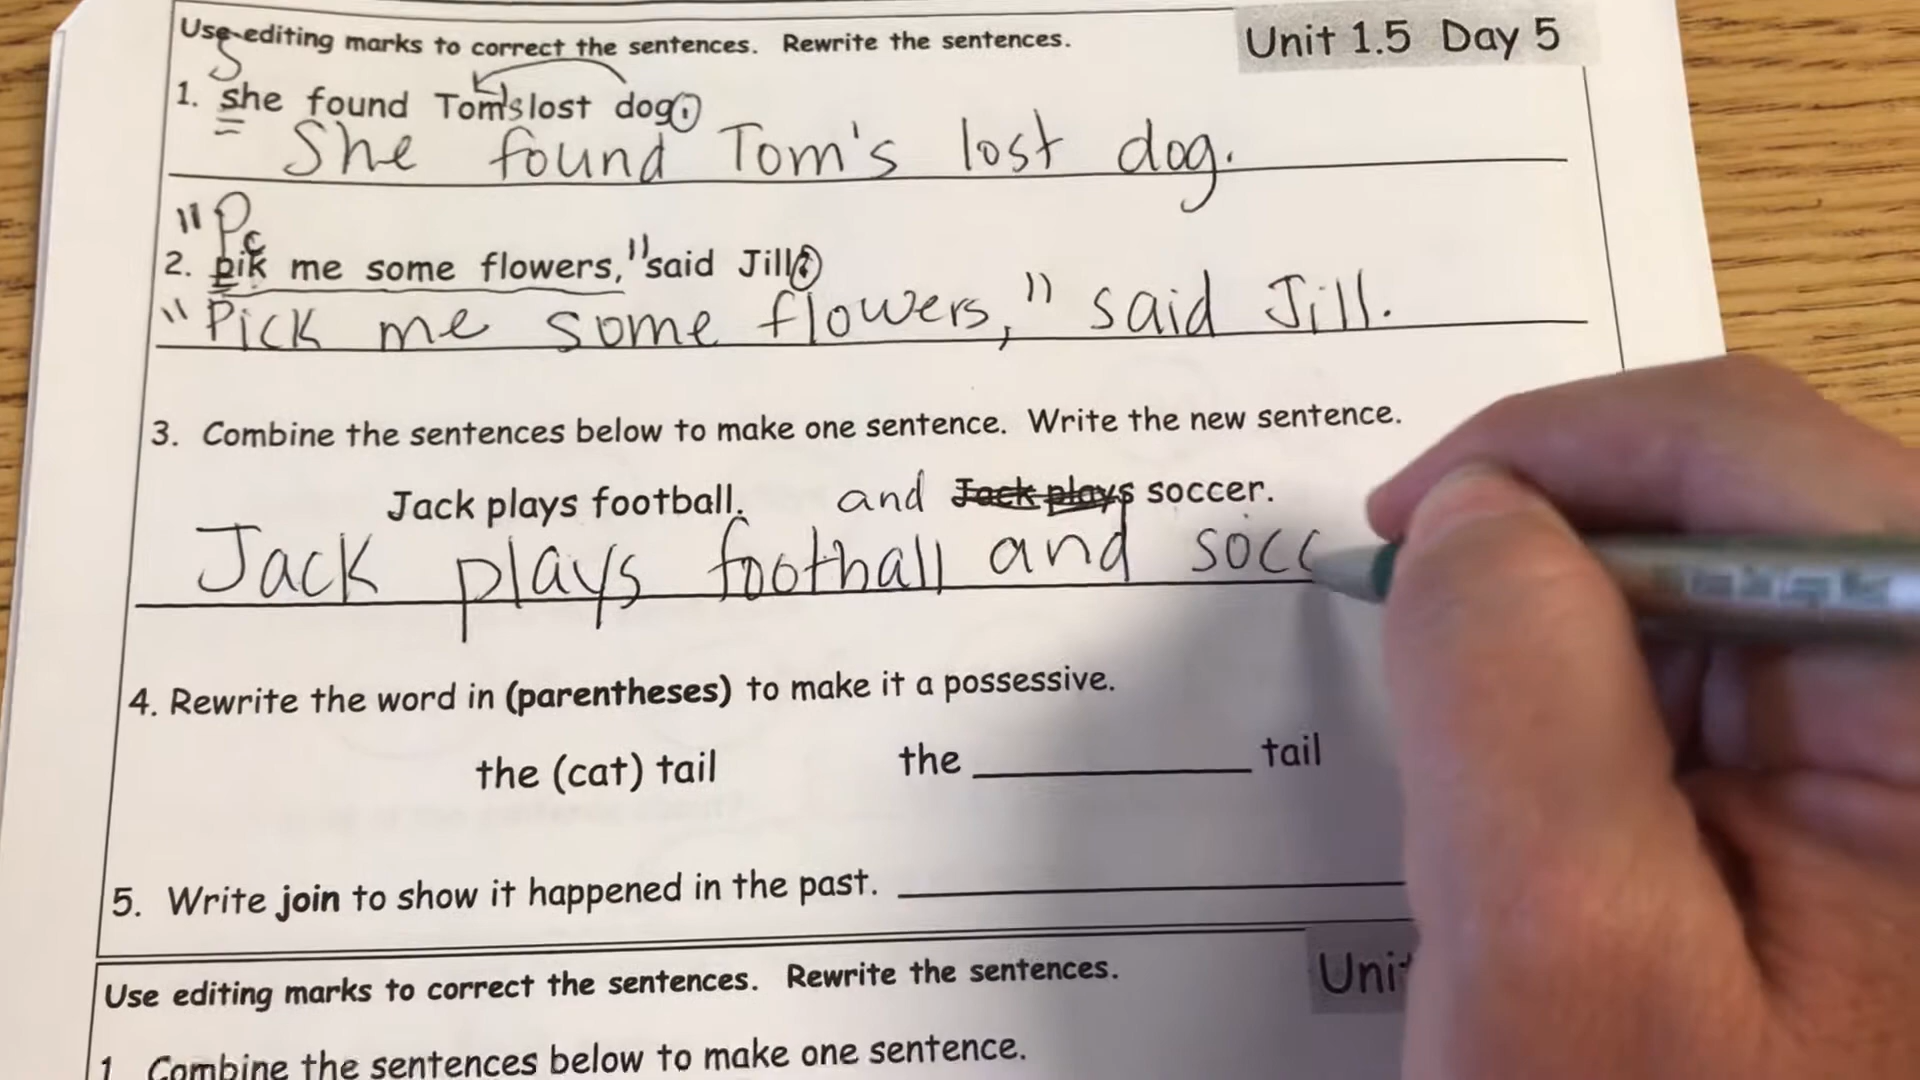 Use editing marks to correct the sentences. Rewrite the sentences.
Unit 1.5 Day 5
S
1. she found Tom's lost dog.
She found Tom's lost dog.
"P
c
2. pik me some flowers," said Jill.
"Pick me some flowers," said Jill.
3. Combine the sentences below to make one sentence. Write the new sentence.
Jack plays football. and Jack plays soccer.
Jack plays football and socc
4. Rewrite the word in (parentheses) to make it a possessive.
the (cat) tail the __________ tail
5. Write join to show it happened in the past. __________
Use editing marks to correct the sentences. Rewrite the sentences.
Uni
1 Combine the sentences below to make one sentence.